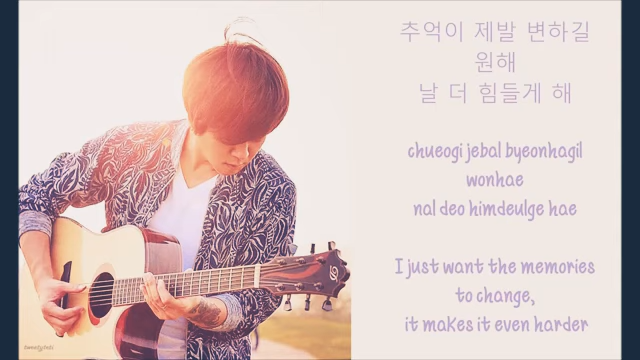 추억이 제발 변하길
원해
날 더 힘들게 해
chueogi jebal byeonhagil
wonhae
nal deo himdeulge hae
I just want the memories
to change,
it makes it even harder